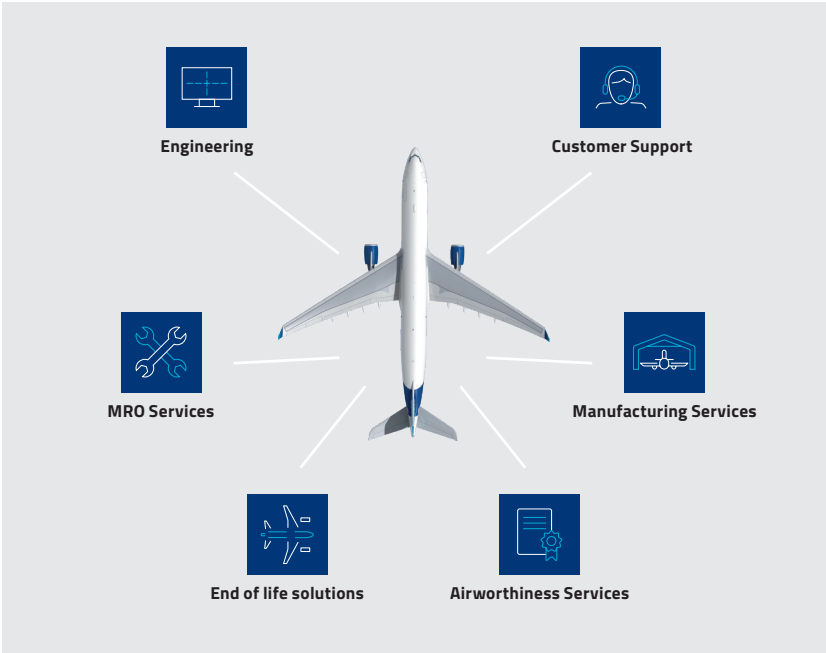 Engineering
Customer Support
MRO Services
Manufacturing Services
End of life solutions
Airworthiness Services